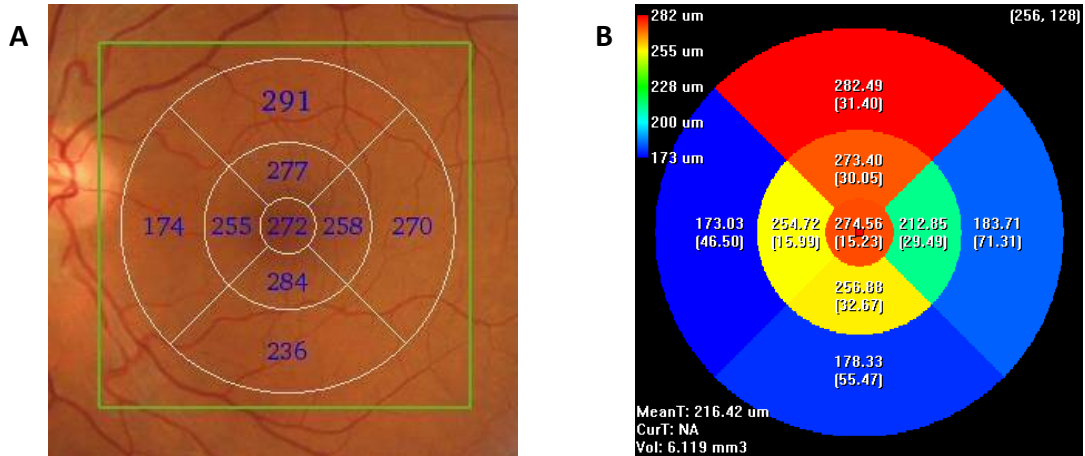 A
291
277
174 255 272 258 270
284
236
B
282 um
255 um
228 um
200 um
173 um
(256, 128)
282.49
(31.40)
273.40
(30.05)
173.03 254.72 274.56 212.85 183.71
(46.50) (15.99) (15.23) (29.49) (71.31)
256.88
(32.67)
178.33
(55.47)
MeanT: 216.42 um
CurT: NA
Vol: 6.119 mm3